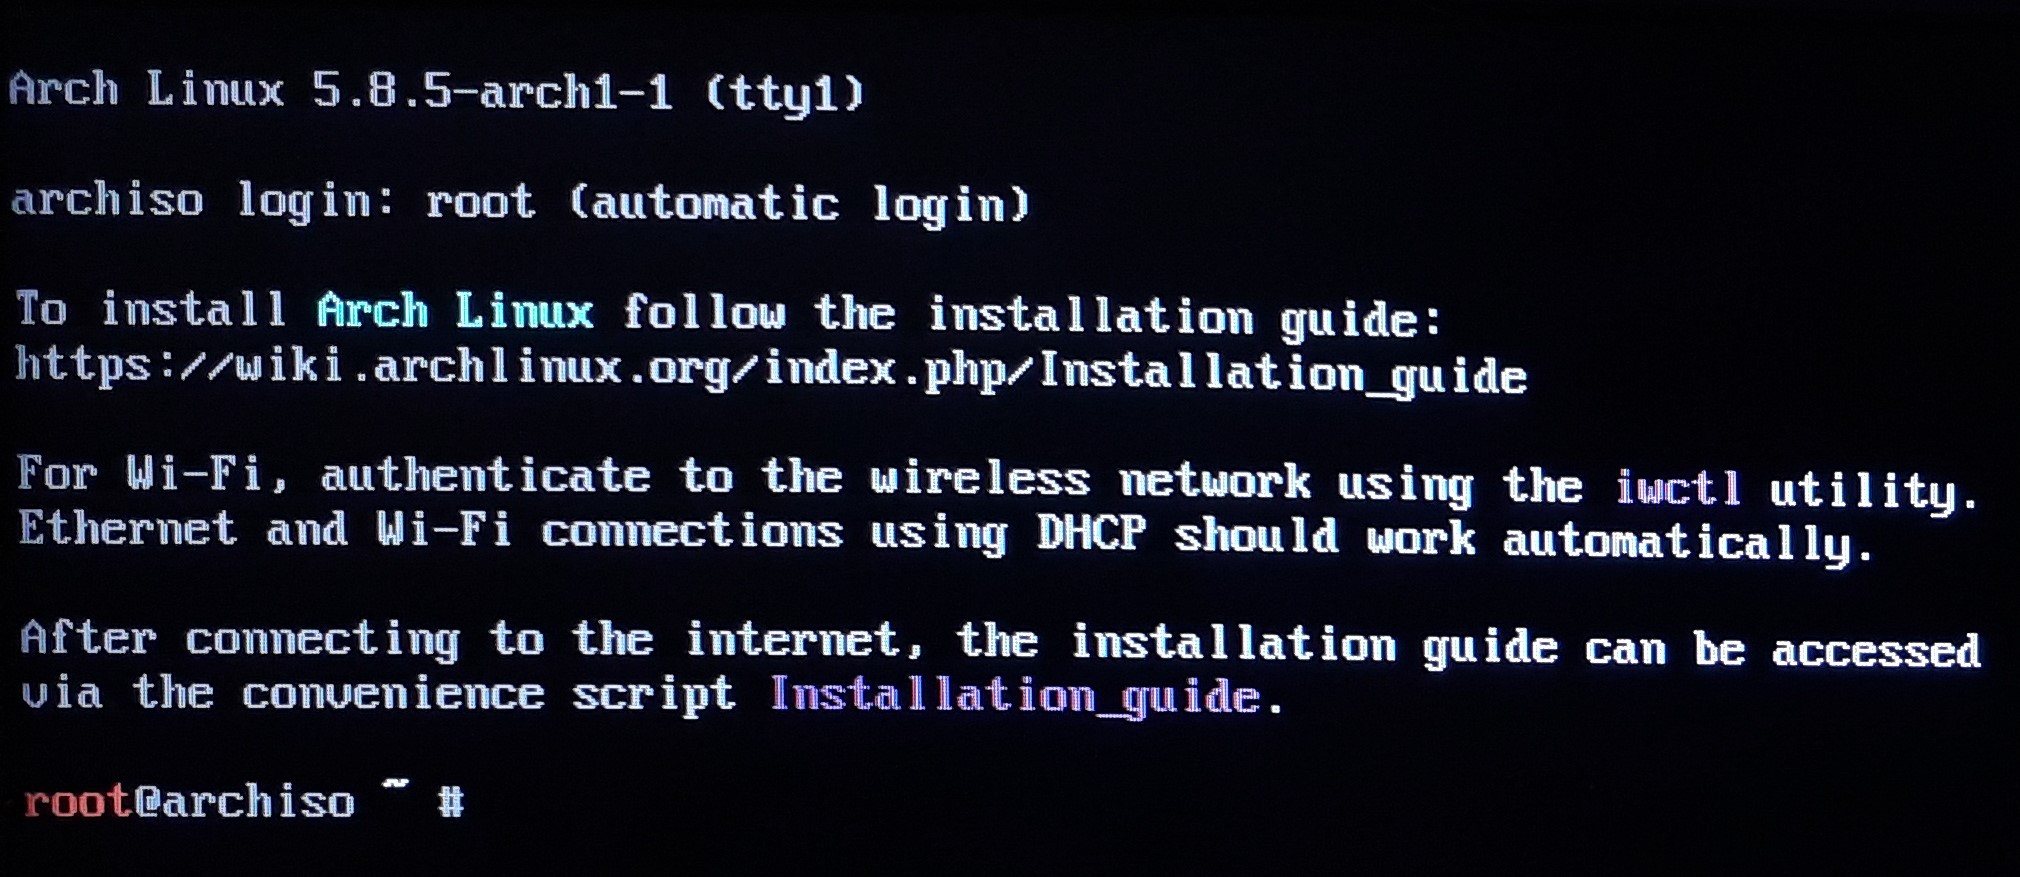 Arch Linux 5.8.5-arch1-1 (tty1)
archiso login: root (automatic login)
To install Arch Linux follow the installation guide:
https://wiki.archlinux.org/index.php/Installation_guide
For Wi-Fi, authenticate to the wireless network using the iwctl utility.
Ethernet and Wi-Fi connections using DHCP should work automatically.
After connecting to the internet, the installation guide can be accessed
via the convenience script Installation_guide.
root@archiso ~ #